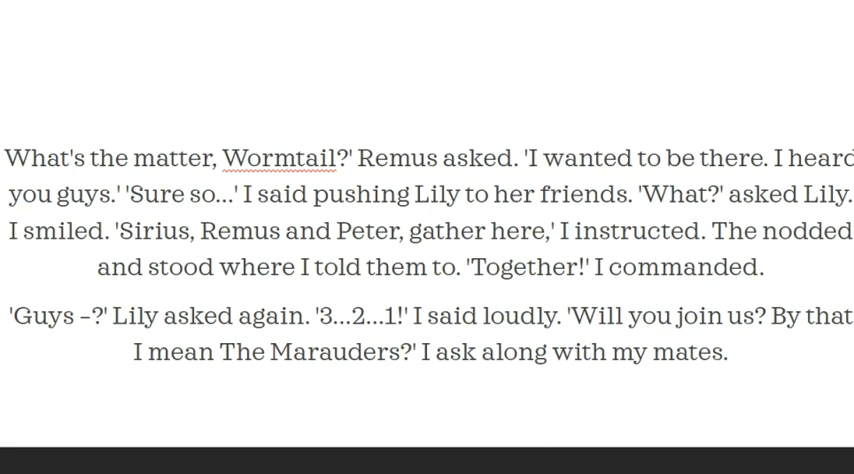 What's the matter, Wormtail?' Remus asked. 'I wanted to be there. I heard
you guys.' 'Sure so...' I said pushing Lily to her friends. 'What?' asked Lily.
I smiled. 'Sirius, Remus and Peter, gather here,' I instructed. The nodded
and stood where I told them to. 'Together!' I commanded.
'Guys –?' Lily asked again. '3...2...1!' I said loudly. 'Will you join us? By that
I mean The Marauders?' I ask along with my mates.